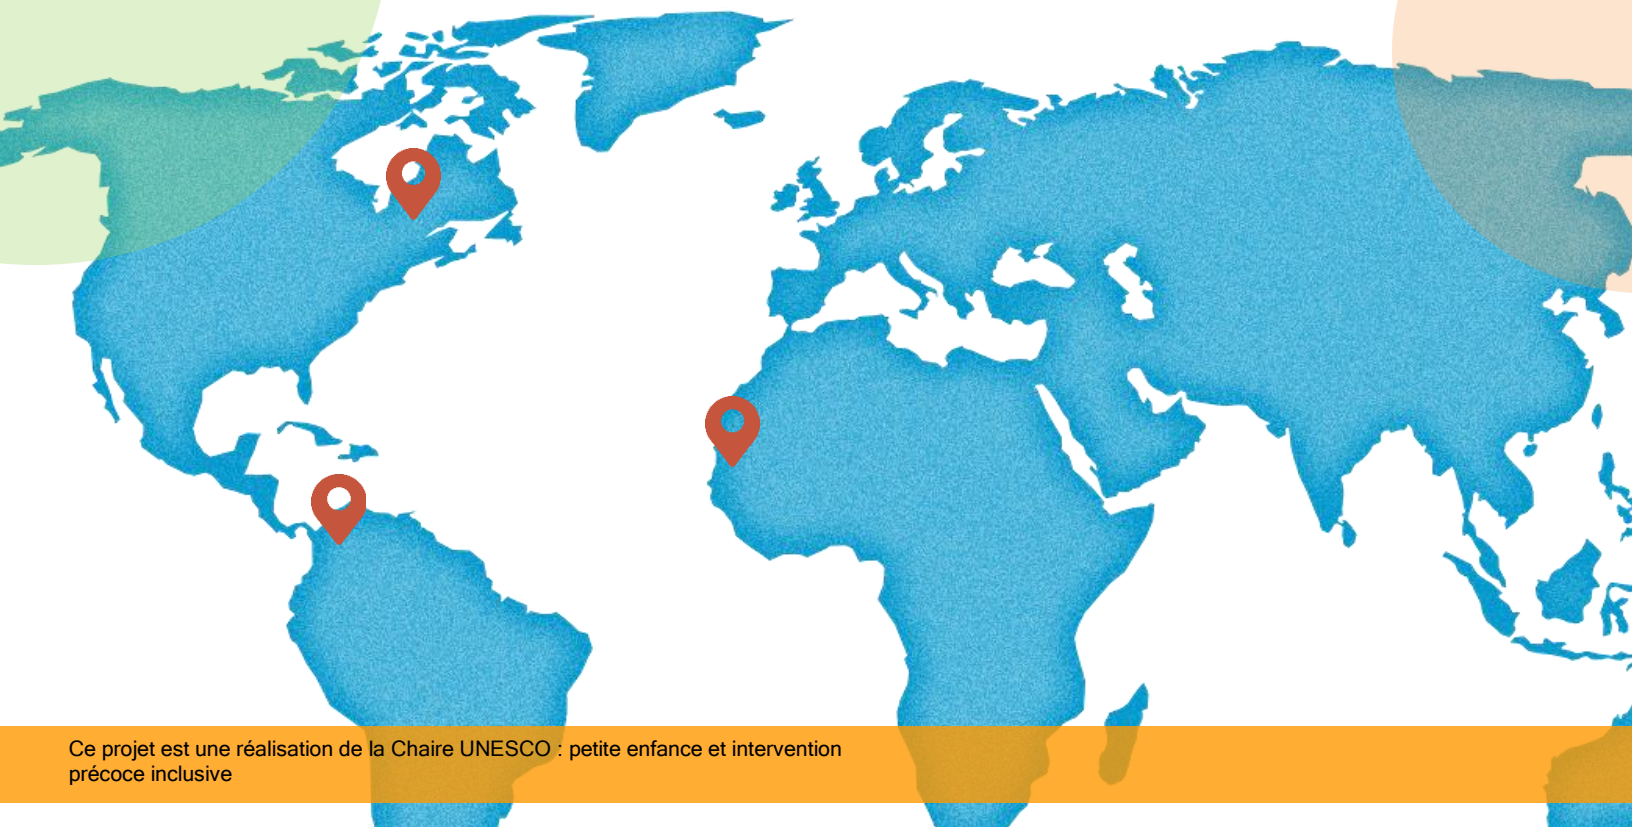 Ce projet est une réalisation de la Chaire UNESCO : petite enfance et intervention
précoce inclusive